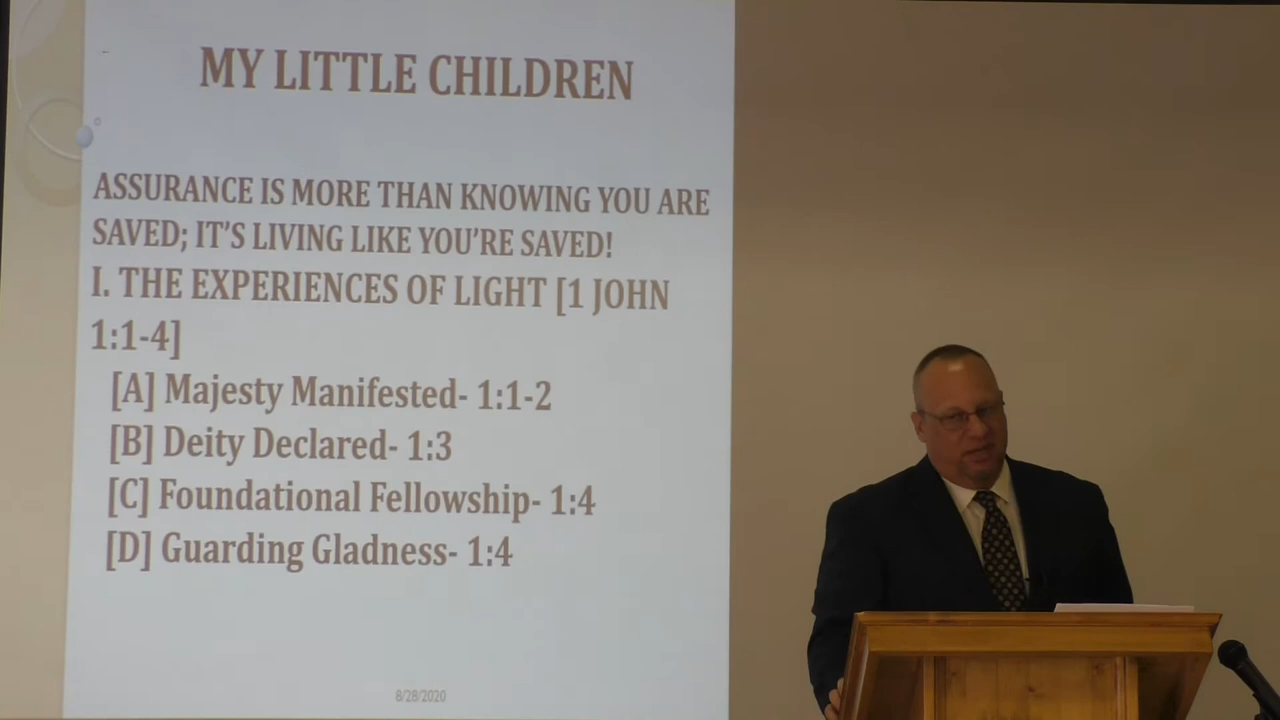 MY LITTLE CHILDREN
ASSURANCE IS MORE THAN KNOWING YOU ARE
SAVED; IT'S LIVING LIKE YOU'RE SAVED!
I. THE EXPERIENCES OF LIGHT [1 JOHN
1:1-4]
[A] Majesty Manifested- 1:1-2
[B] Deity Declared- 1:3
[C] Foundational Fellowship- 1:4
[D] Guarding Gladness- 1:4
8/28/2020